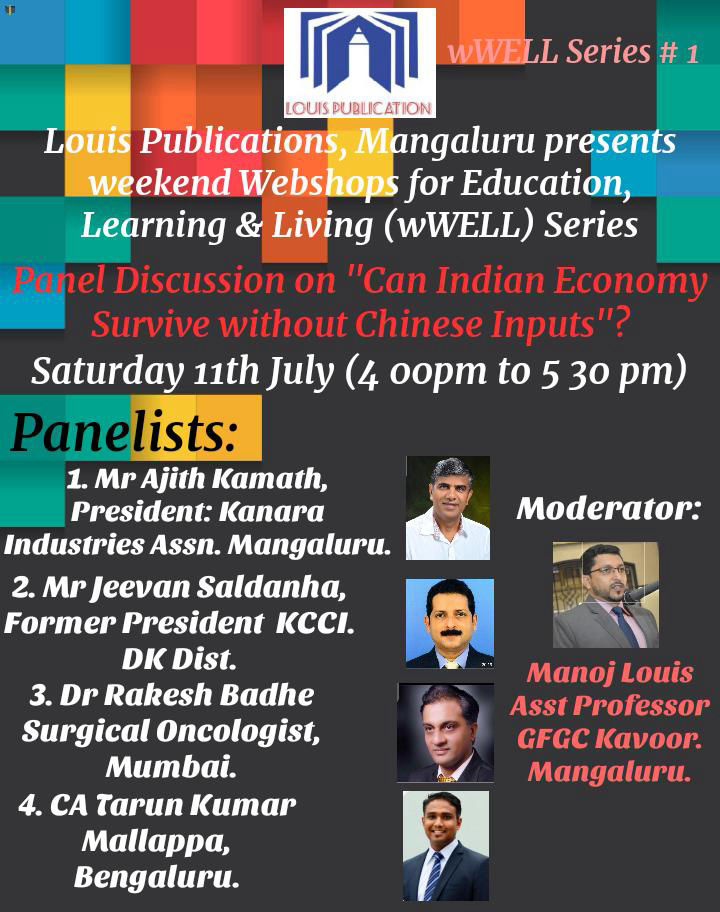 LOUIS PUBLICATION
wWELL Series # 1
Louis Publications, Mangaluru presents
weekend Webshops for Education,
Learning & Living (wWELL) Series
Panel Discussion on "Can Indian Economy
Survive without Chinese Inputs"?
Saturday 11th July (4 00pm to 5 30 pm)
Panelists:
1. Mr Ajith Kamath,
President: Kanara
Industries Assn. Mangaluru.
2. Mr Jeevan Saldanha,
Former President KCCI.
DK Dist.
3. Dr Rakesh Badhe
Surgical Oncologist,
Mumbai.
4. CA Tarun Kumar
Mallappa,
Bengaluru.
Moderator:
Manoj Louis
Asst Professor
GFGC Kavoor.
Mangaluru.